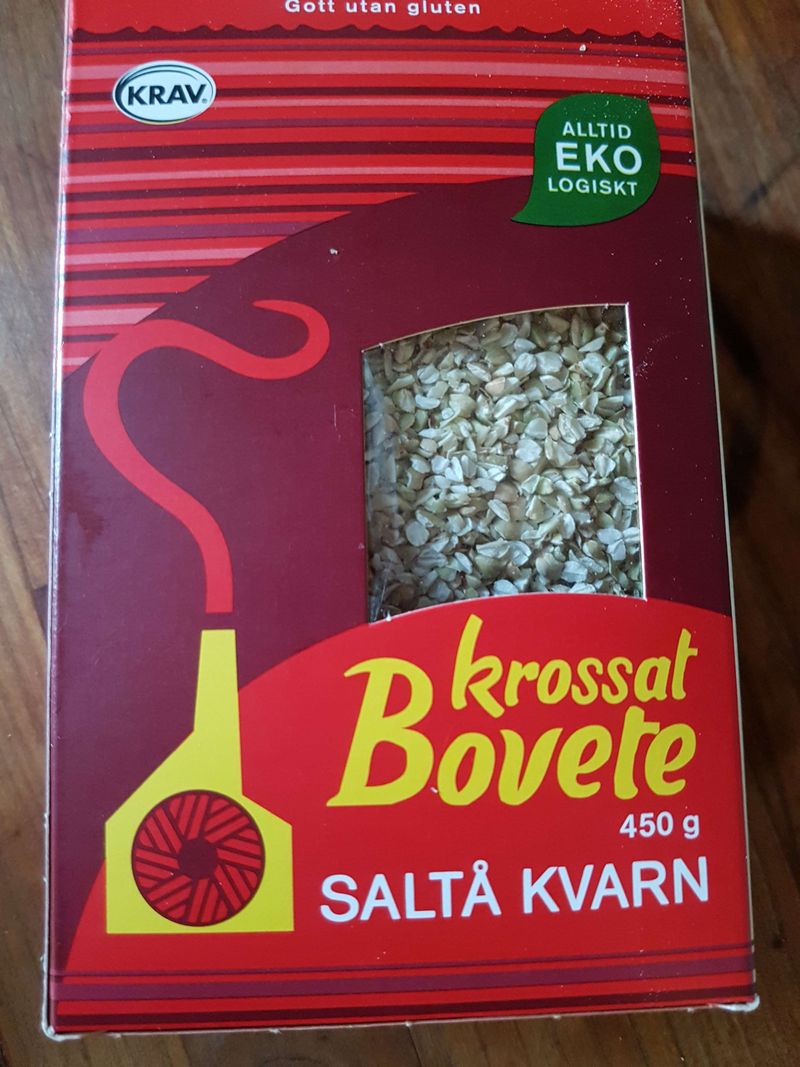 Gott utan gluten
KRAV
ALLTID
EKO
LOGISKT
krossat
Bovete
450 g
SALTÅ KVARN